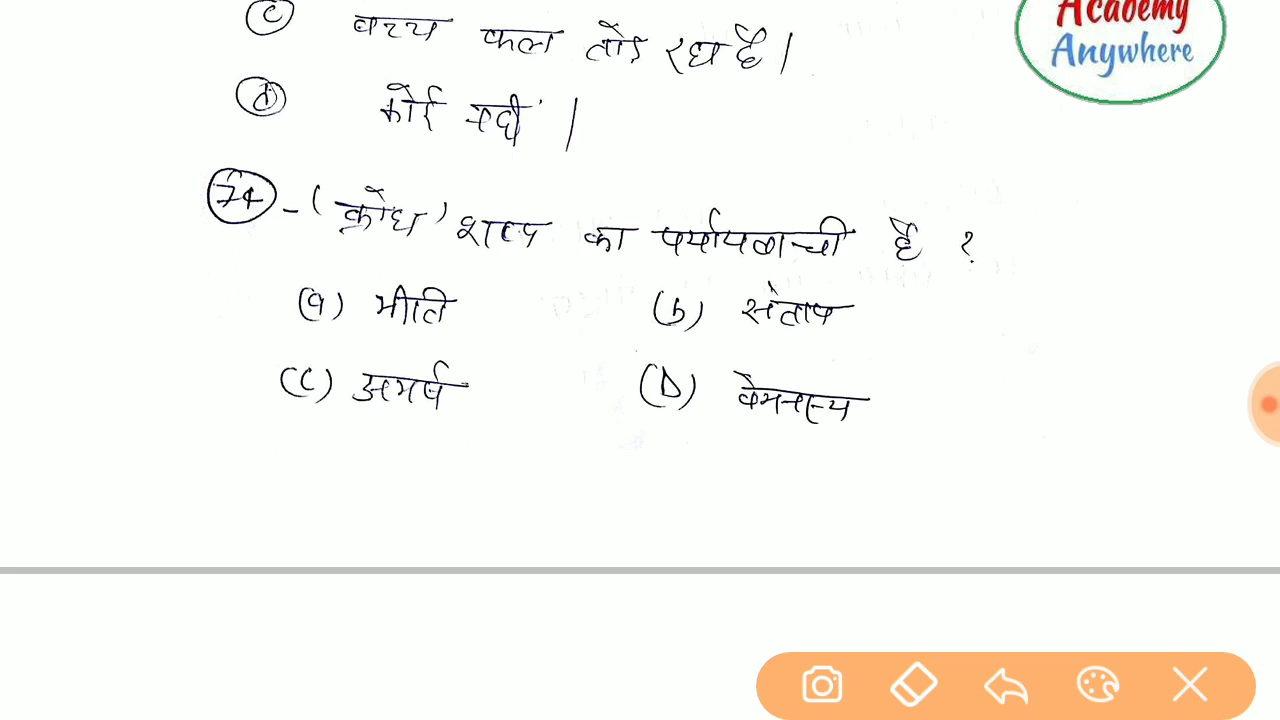 Academy
Anywhere
(c) बच्चा फल तोड़ रहा है।
(d) कोई नहीं।
74 - 'क्रोध' शब्द का पर्यायवाची है ?
(a) भीति (b) संताप
(c) अमर्ष (D) वैमनस्य